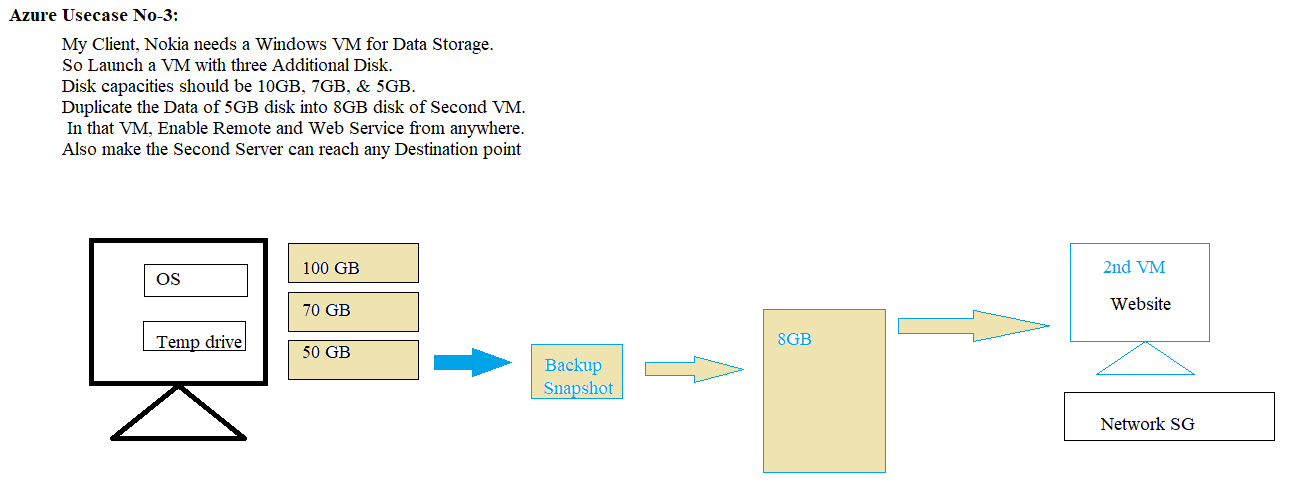 Azure Usecase No-3:
My Client, Nokia needs a Windows VM for Data Storage.
So Launch a VM with three Additional Disk.
Disk capacities should be 10GB, 7GB, & 5GB.
Duplicate the Data of 5GB disk into 8GB disk of Second VM.
In that VM, Enable Remote and Web Service from anywhere.
Also make the Second Server can reach any Destination point
OS
Temp drive
100 GB
70 GB
50 GB
Backup
Snapshot
8GB
2nd VM
Website
Network SG